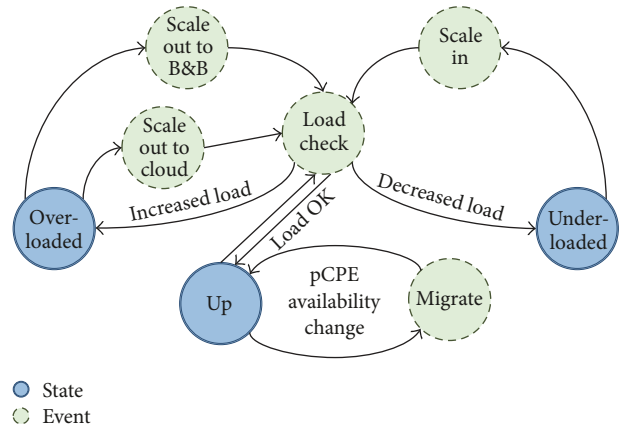 Scale
out to
B&B
Scale
in
Scale
out to
cloud
Load
check
Increased load
Decreased load
Load OK
Over-
loaded
Under-
loaded
Up
pCPE
availability
change
Migrate
State
Event